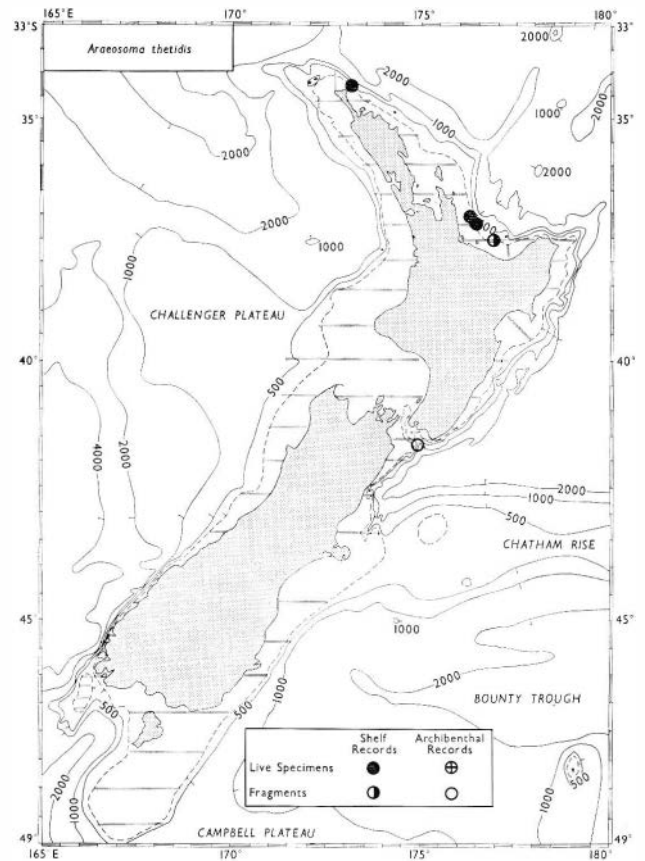 165°E 170° 175° 180°
33°S
Araeosoma thetidis
2000
2000
2000
35°
35°
1000
1000
2000
2000
2000
1000
1000
CHALLENGER PLATEAU
40°
40°
500
4000
2000
2000
1000
500
CHATHAM RISE
45°
45°
1000
2000
BOUNTY TROUGH
500
500
1000
Shelf Records
Archibenthal Records
Live Specimens
Fragments
2000
1000
1000
500
CAMPBELL PLATEAU
49°
49°
165 E 170° 175° 180°